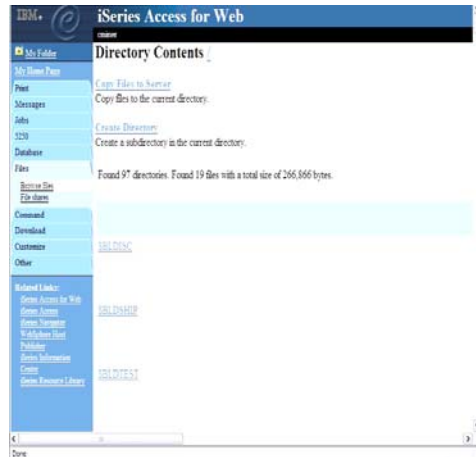 IBM.
iSeries Access for Web
cminer
My Folder
Directory Contents /
My Home Page
Print
Messages
Jobs
5250
Database
Files
Browse files
File shares
Command
Download
Customize
Other
Copy Files to Server
Copy files to the current directory.
Create Directory
Create a subdirectory in the current directory.
Found 97 directories. Found 19 files with a total size of 266,866 bytes.
SBLDISC
SBLDSHIP
SBLDTEST
Related Links:
iSeries Access for Web
iSeries Access
iSeries Navigator
WebSphere Host
Publisher
iSeries Information
Center
iSeries Resource Library
Done